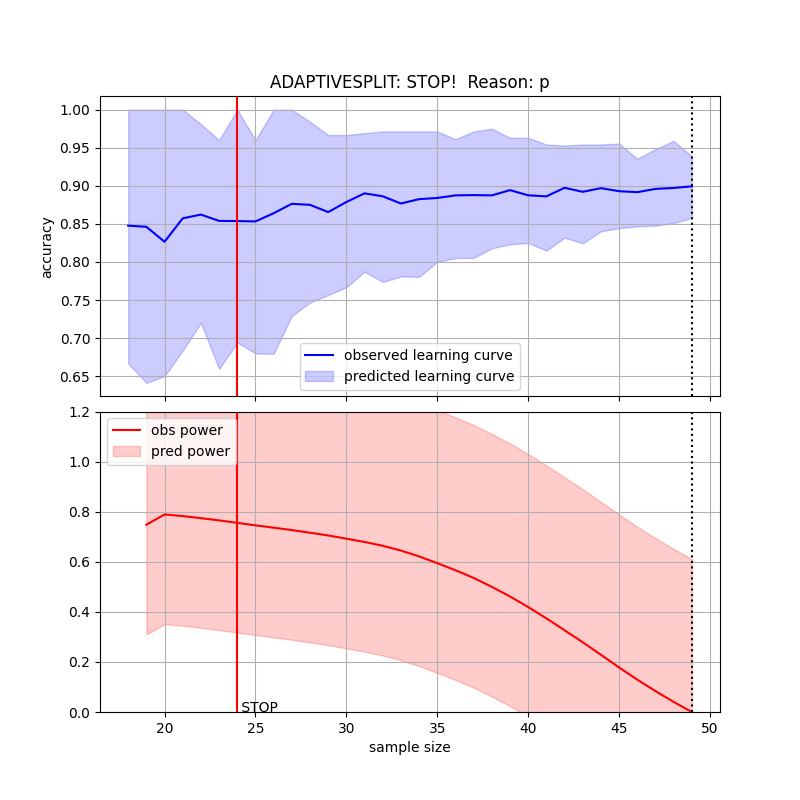 ADAPTIVESPLIT: STOP!  Reason: p
1.00
0.95
0.90
0.85
0.80
0.75
0.70
0.65
accuracy
observed learning curve
predicted learning curve
1.2
1.0
0.8
0.6
0.4
0.2
0.0
obs power
pred power
STOP
20
25
30
35
40
45
50
sample size